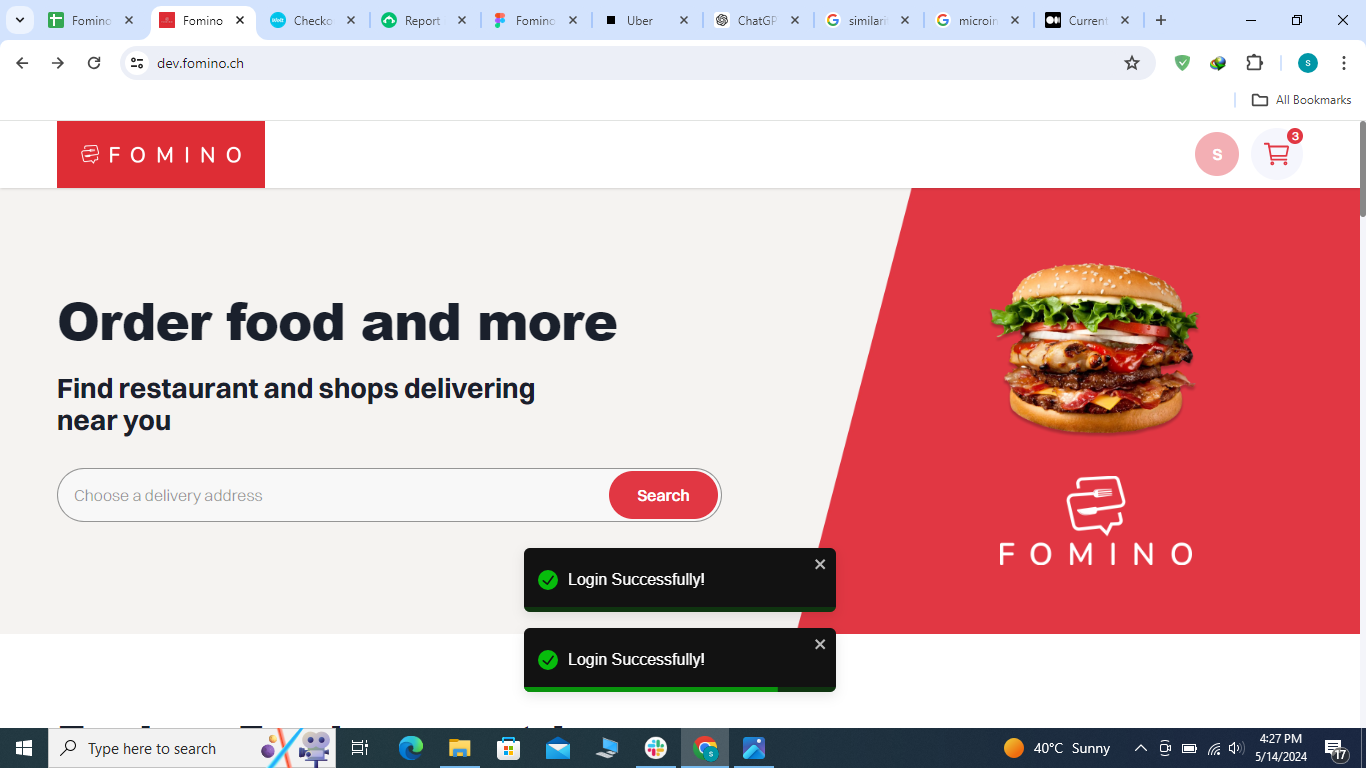 Fomino
Fomino
Checko
Report
Fomino
Uber
ChatGP
similari
microin
Current
dev.fomino.ch
S
All Bookmarks
FOMINO
S
3
Order food and more
Find restaurant and shops delivering
near you
Choose a delivery address
Search
FOMINO
Login Successfully!
Login Successfully!
Type here to search
40°C Sunny
4:27 PM
5/14/2024
17